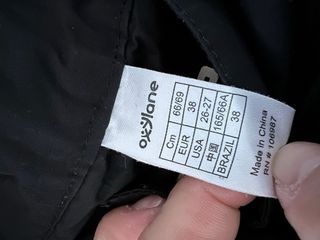 oxylane
Cm 66/69
EUR 38
USA 26-27
中国 165/66A
BRAZIL 38
Made in China
RN # 106987